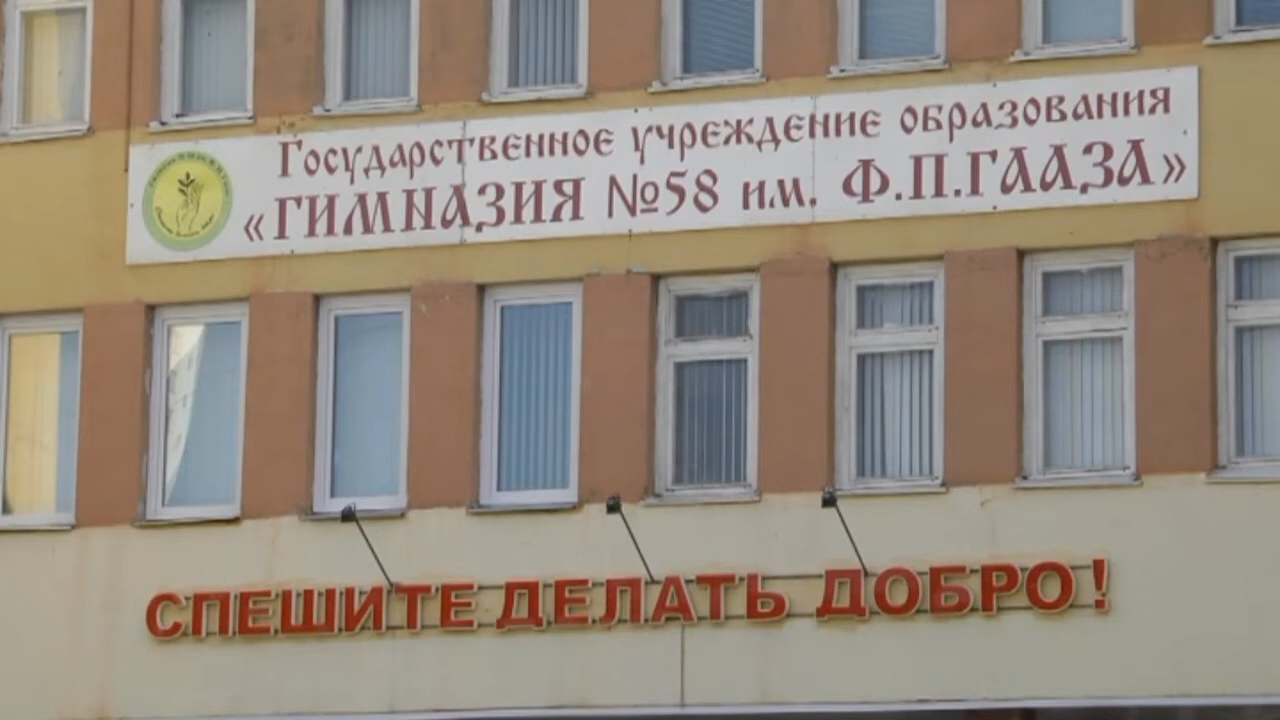 Государственное учреждение образования
«ГИМНАЗИЯ №58 им. Ф.П.ГААЗА»
СПЕШИТЕ ДЕЛАТЬ ДОБРО!